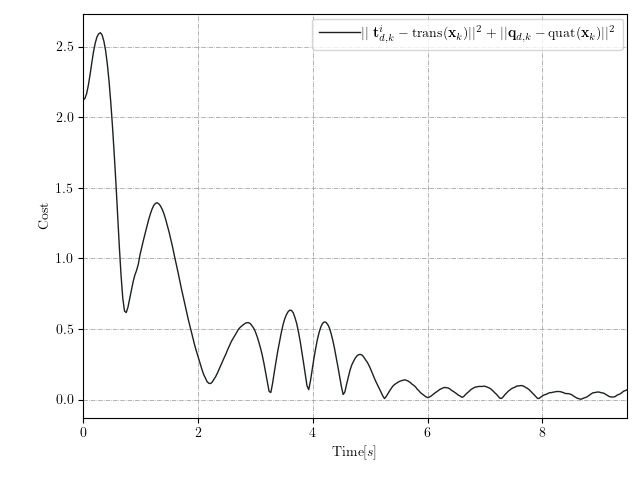 || t^i_{d,k} − trans(x_k)||^2 + ||q_{d,k} − quat(x_k)||^2
2.5
2.0
1.5
1.0
0.5
0.0
Cost
0 2 4 6 8
Time[s]